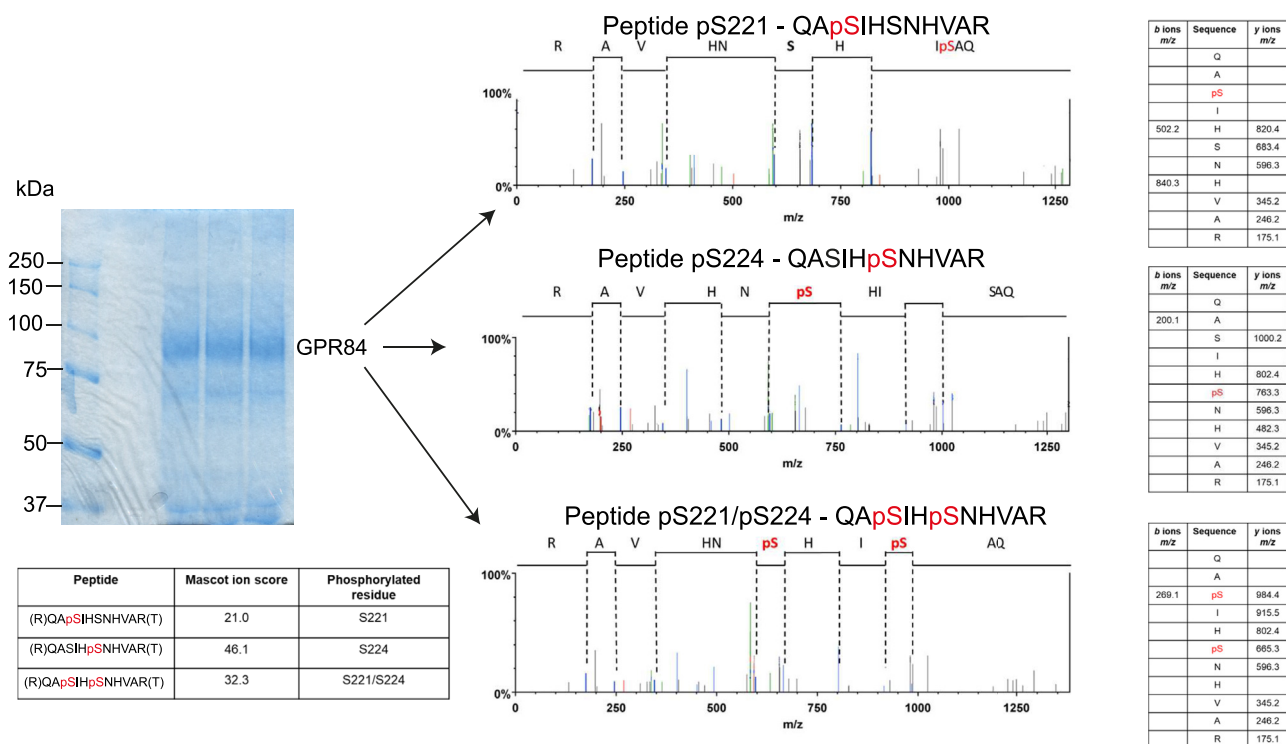 kDa
250
150
100
75
50
37
GPR84
Peptide Mascot ion score Phosphorylated residue
(R)QApSIHSNHVAR(T) 21.0 S221
(R)QASIHpSNHVAR(T) 46.1 S224
(R)QApSIHpSNHVAR(T) 32.3 S221/S224
Peptide pS221 - QApSIHSNHVAR
R A V HN S H IpSAQ
100%
0%
0 250 500 750 1000 1250
m/z
Peptide pS224 - QASIHpSNHVAR
R A V H N pS HI SAQ
100%
0%
0 250 500 750 1000 1250
m/z
Peptide pS221/pS224 - QApSIHpSNHVAR
R A V HN pS H I pS AQ
100%
0%
0 250 500 750 1000 1250
m/z
b ions m/z Sequence y ions m/z
Q
A
pS
I
502.2 H 820.4
S 683.4
N 596.3
840.3 H
V 345.2
A 246.2
R 175.1
b ions m/z Sequence y ions m/z
Q
200.1 A
S 1000.2
I
H 802.4
pS 763.3
N 596.3
H 482.3
V 345.2
A 246.2
R 175.1
b ions m/z Sequence y ions m/z
Q
A
269.1 pS 984.4
I 915.5
H 802.4
pS 665.3
N 596.3
H
V 345.2
A 246.2
R 175.1